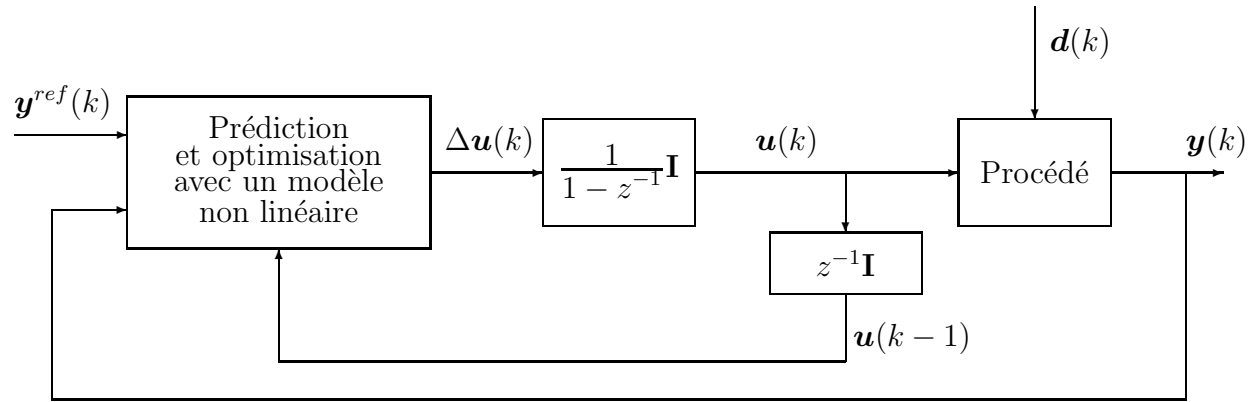 d(k)
y^{ref}(k)
Prédiction
et optimisation
avec un modèle
non linéaire
Δu(k)
1
1 − z^{-1}
I
u(k)
Procédé
y(k)
z^{-1}I
u(k − 1)